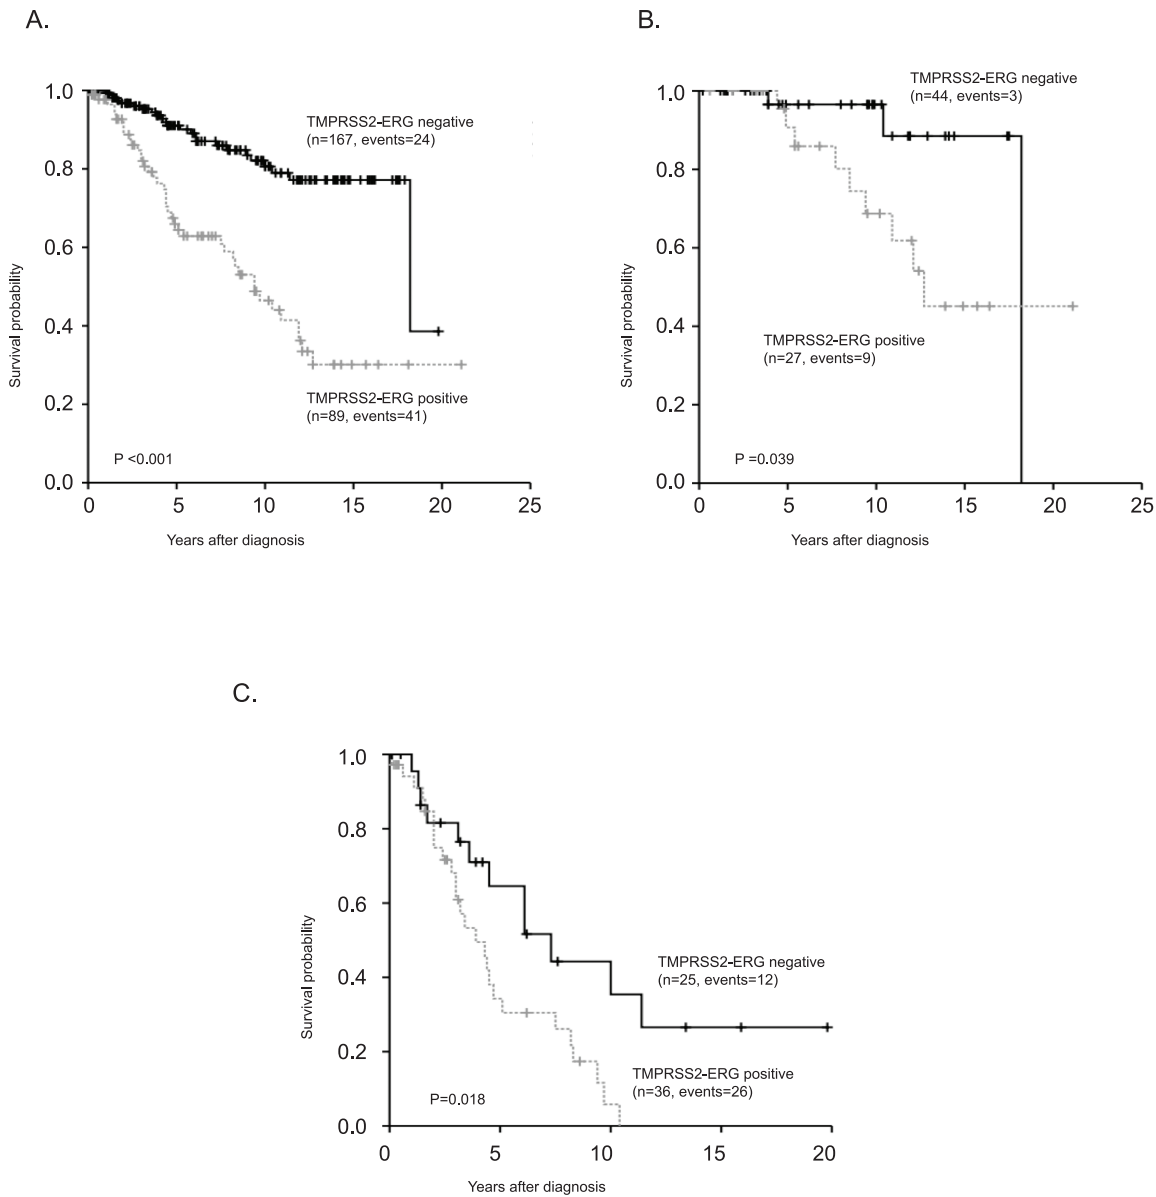 A.
B.
1.0
0.8
0.6
0.4
0.2
0.0
Survival probability
TMPRSS2-ERG negative
(n=167, events=24)
TMPRSS2-ERG positive
(n=89, events=41)
P <0.001
0 5 10 15 20 25
Years after diagnosis
1.0
0.8
0.6
0.4
0.2
0.0
Survival probability
TMPRSS2-ERG negative
(n=44, events=3)
TMPRSS2-ERG positive
(n=27, events=9)
P =0.039
0 5 10 15 20 25
Years after diagnosis
C.
1.0
0.8
0.6
0.4
0.2
0.0
Survival probability
TMPRSS2-ERG negative
(n=25, events=12)
TMPRSS2-ERG positive
(n=36, events=26)
P=0.018
0 5 10 15 20
Years after diagnosis